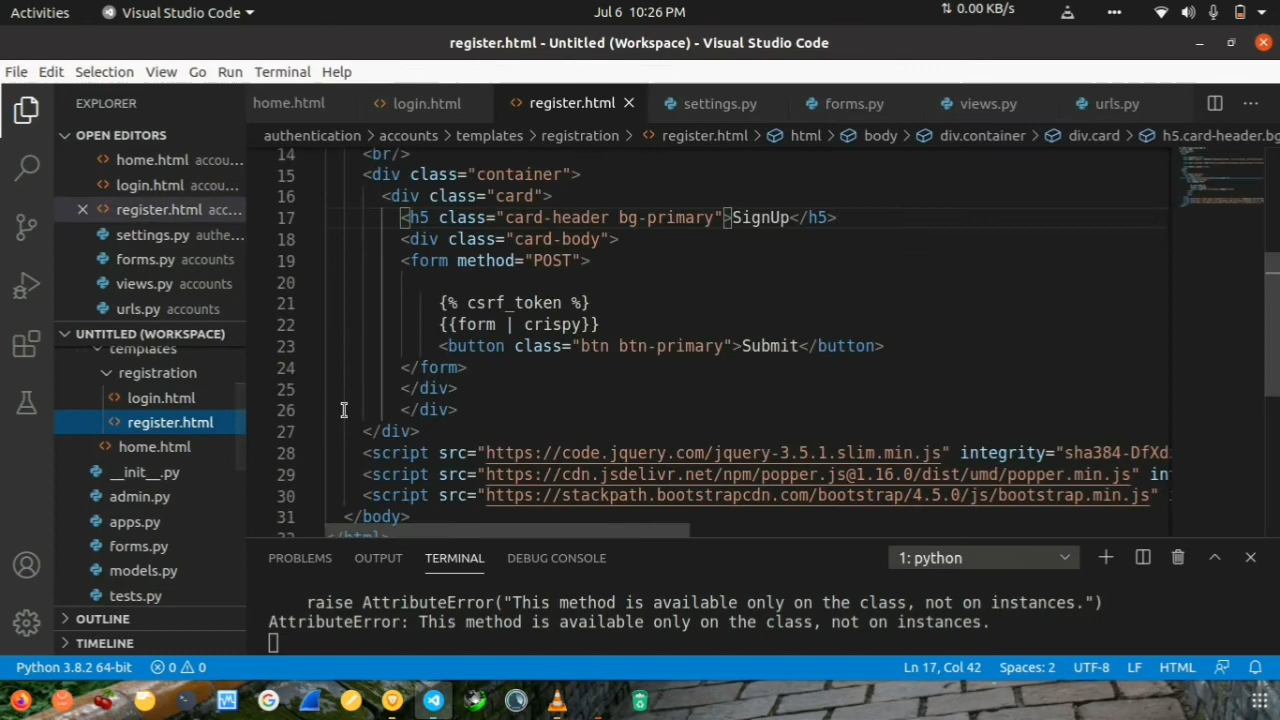 Activities
Visual Studio Code
Jul 6 10:26 PM
0.00 KB/s
register.html - Untitled (Workspace) - Visual Studio Code
File Edit Selection View Go Run Terminal Help
EXPLORER
home.html login.html register.html settings.py forms.py views.py urls.py
OPEN EDITORS
home.html accou...
login.html accou...
register.html acc...
settings.py authe...
forms.py accounts
views.py accounts
urls.py accounts
UNTITLED (WORKSPACE)
templates
registration
login.html
register.html
home.html
__init__.py
admin.py
apps.py
forms.py
models.py
tests.py
OUTLINE
TIMELINE
authentication > accounts > templates > registration > register.html > html > body > div.container > div.card > h5.card-header.bg
14 <br/>
15 <div class="container">
16 <div class="card">
17 <h5 class="card-header bg-primary">SignUp</h5>
18 <div class="card-body">
19 <form method="POST">
20
21 {% csrf_token %}
22 {{form | crispy}}
23 <button class="btn btn-primary">Submit</button>
24 </form>
25 </div>
26 </div>
27 </div>
28 <script src="https://code.jquery.com/jquery-3.5.1.slim.min.js" integrity="sha384-DfXd
29 <script src="https://cdn.jsdelivr.net/npm/popper.js@1.16.0/dist/umd/popper.min.js" in
30 <script src="https://stackpath.bootstrapcdn.com/bootstrap/4.5.0/js/bootstrap.min.js"
31 </body>
</html>
PROBLEMS OUTPUT TERMINAL DEBUG CONSOLE
1: python
raise AttributeError("This method is available only on the class, not on instances.")
AttributeError: This method is available only on the class, not on instances.
Python 3.8.2 64-bit 0 0
Ln 17, Col 42 Spaces: 2 UTF-8 LF HTML